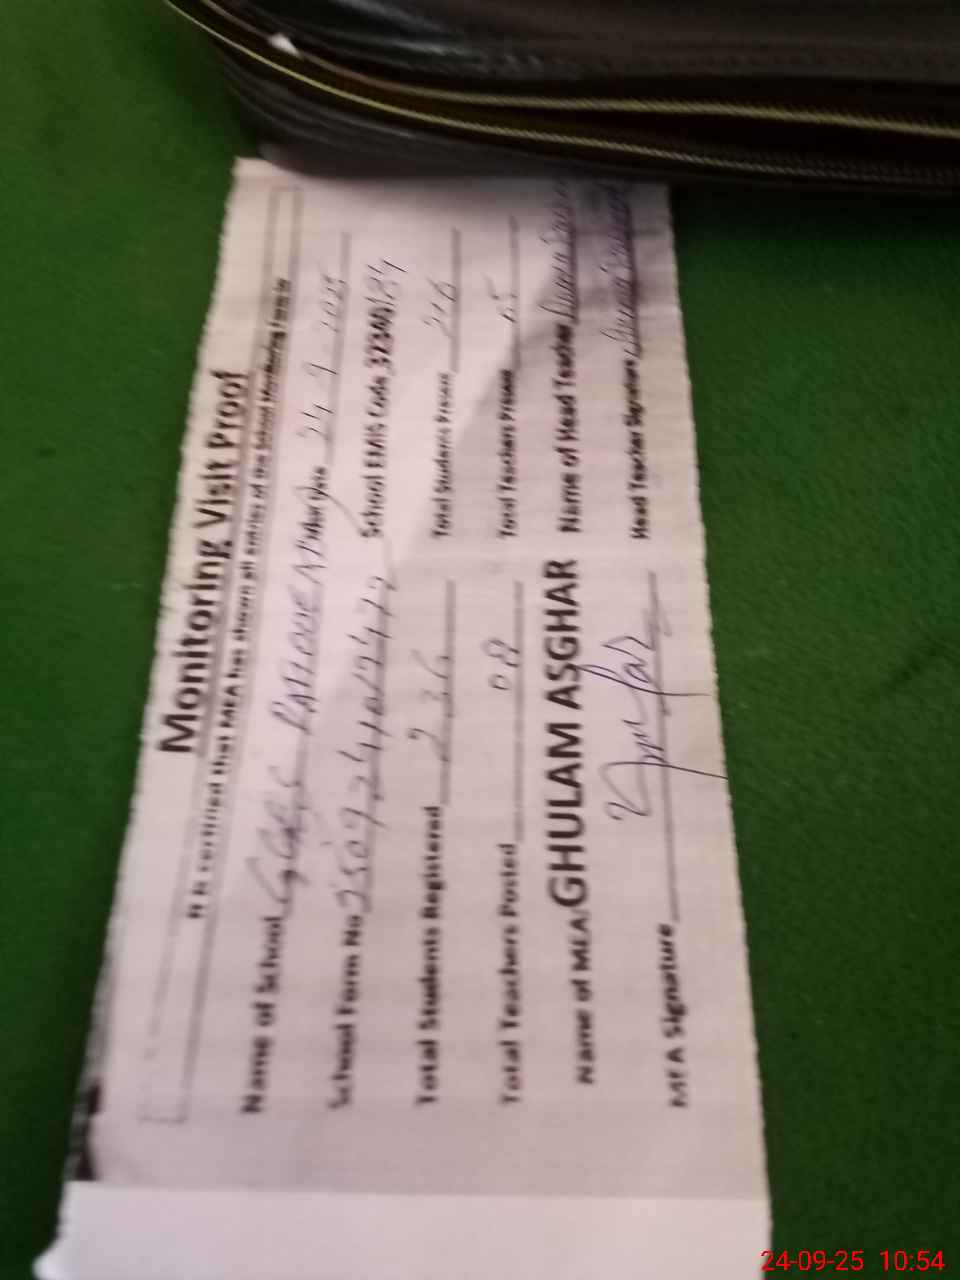 Monitoring Visit Proof
It is certified that MEA has shown all entries of the School Monitoring
Name of School Date 24 9 2025
School Form No School EMIS Code 32340184
Total Students Registered 236 Total Students Present 216
Total Teachers Posted 08 Total Teachers Present 05
Name of MEA: GHULAM ASGHAR Name of Head Teacher
MEA Signature Head Teacher Signature
24-09-25 10:54